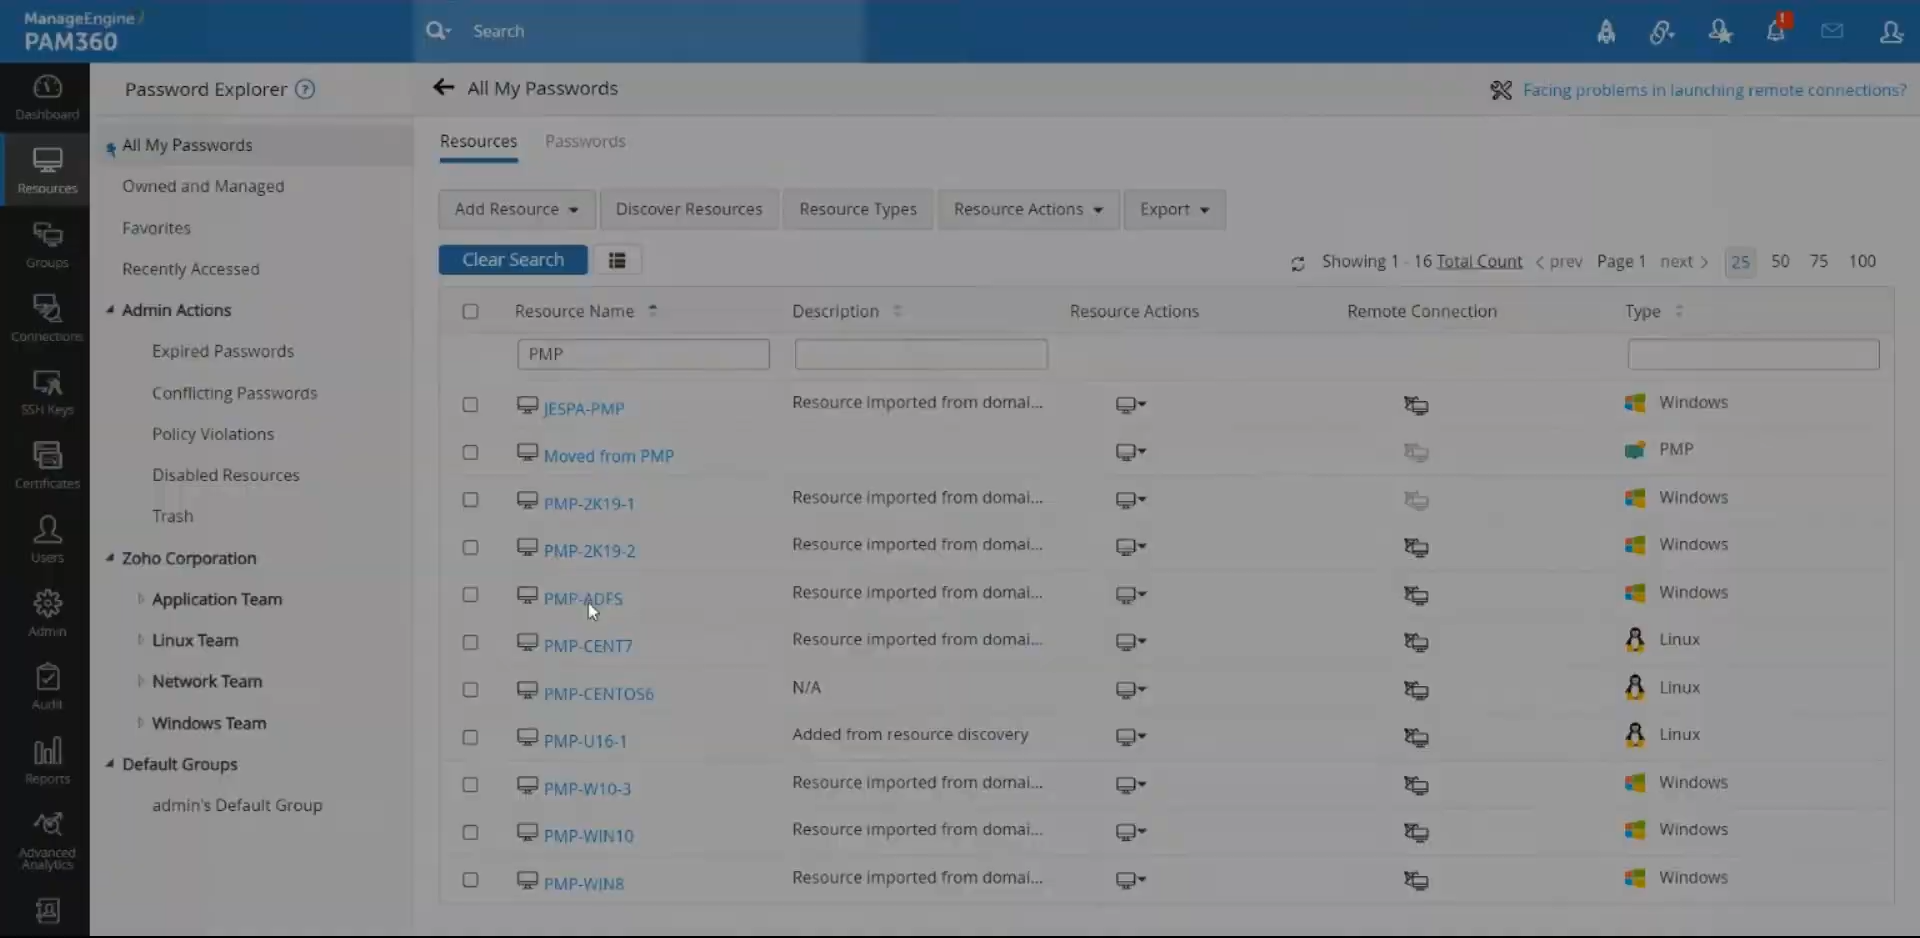 ManageEngine
PAM360
Search
Dashboard
Resources
Groups
Connections
SSH Keys
Certificates
Users
Admin
Audit
Reports
Advanced
Analytics
Password Explorer ?
All My Passwords
Owned and Managed
Favorites
Recently Accessed
Admin Actions
Expired Passwords
Conflicting Passwords
Policy Violations
Disabled Resources
Trash
Zoho Corporation
Application Team
Linux Team
Network Team
Windows Team
Default Groups
admin's Default Group
All My Passwords
Facing problems in launching remote connections?
Resources Passwords
Add Resource Discover Resources Resource Types Resource Actions Export
Clear Search Showing 1 - 16 Total Count < prev Page 1 next > 25 50 75 100
Resource Name Description Resource Actions Remote Connection Type
PMP
JESPA-PMP Resource imported from domai... Windows
Moved from PMP PMP
PMP-2K19-1 Resource imported from domai... Windows
PMP-2K19-2 Resource imported from domai... Windows
PMP-ADFS Resource imported from domai... Windows
PMP-CENT7 Resource imported from domai... Linux
PMP-CENTOS6 N/A Linux
PMP-U16-1 Added from resource discovery Linux
PMP-W10-3 Resource imported from domai... Windows
PMP-WIN10 Resource imported from domai... Windows
PMP-WIN8 Resource imported from domai... Windows